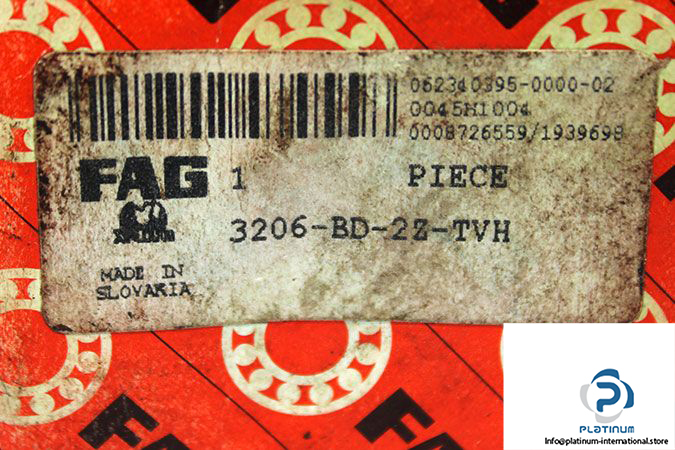 062340395-0000-02
0045H1004
0008726559/1939698
FAG 1 PIECE
3206-BD-2Z-TVH
MADE IN
SLOVAKIA
FAG
FAG
PLATINUM
Info@platinum-international.store